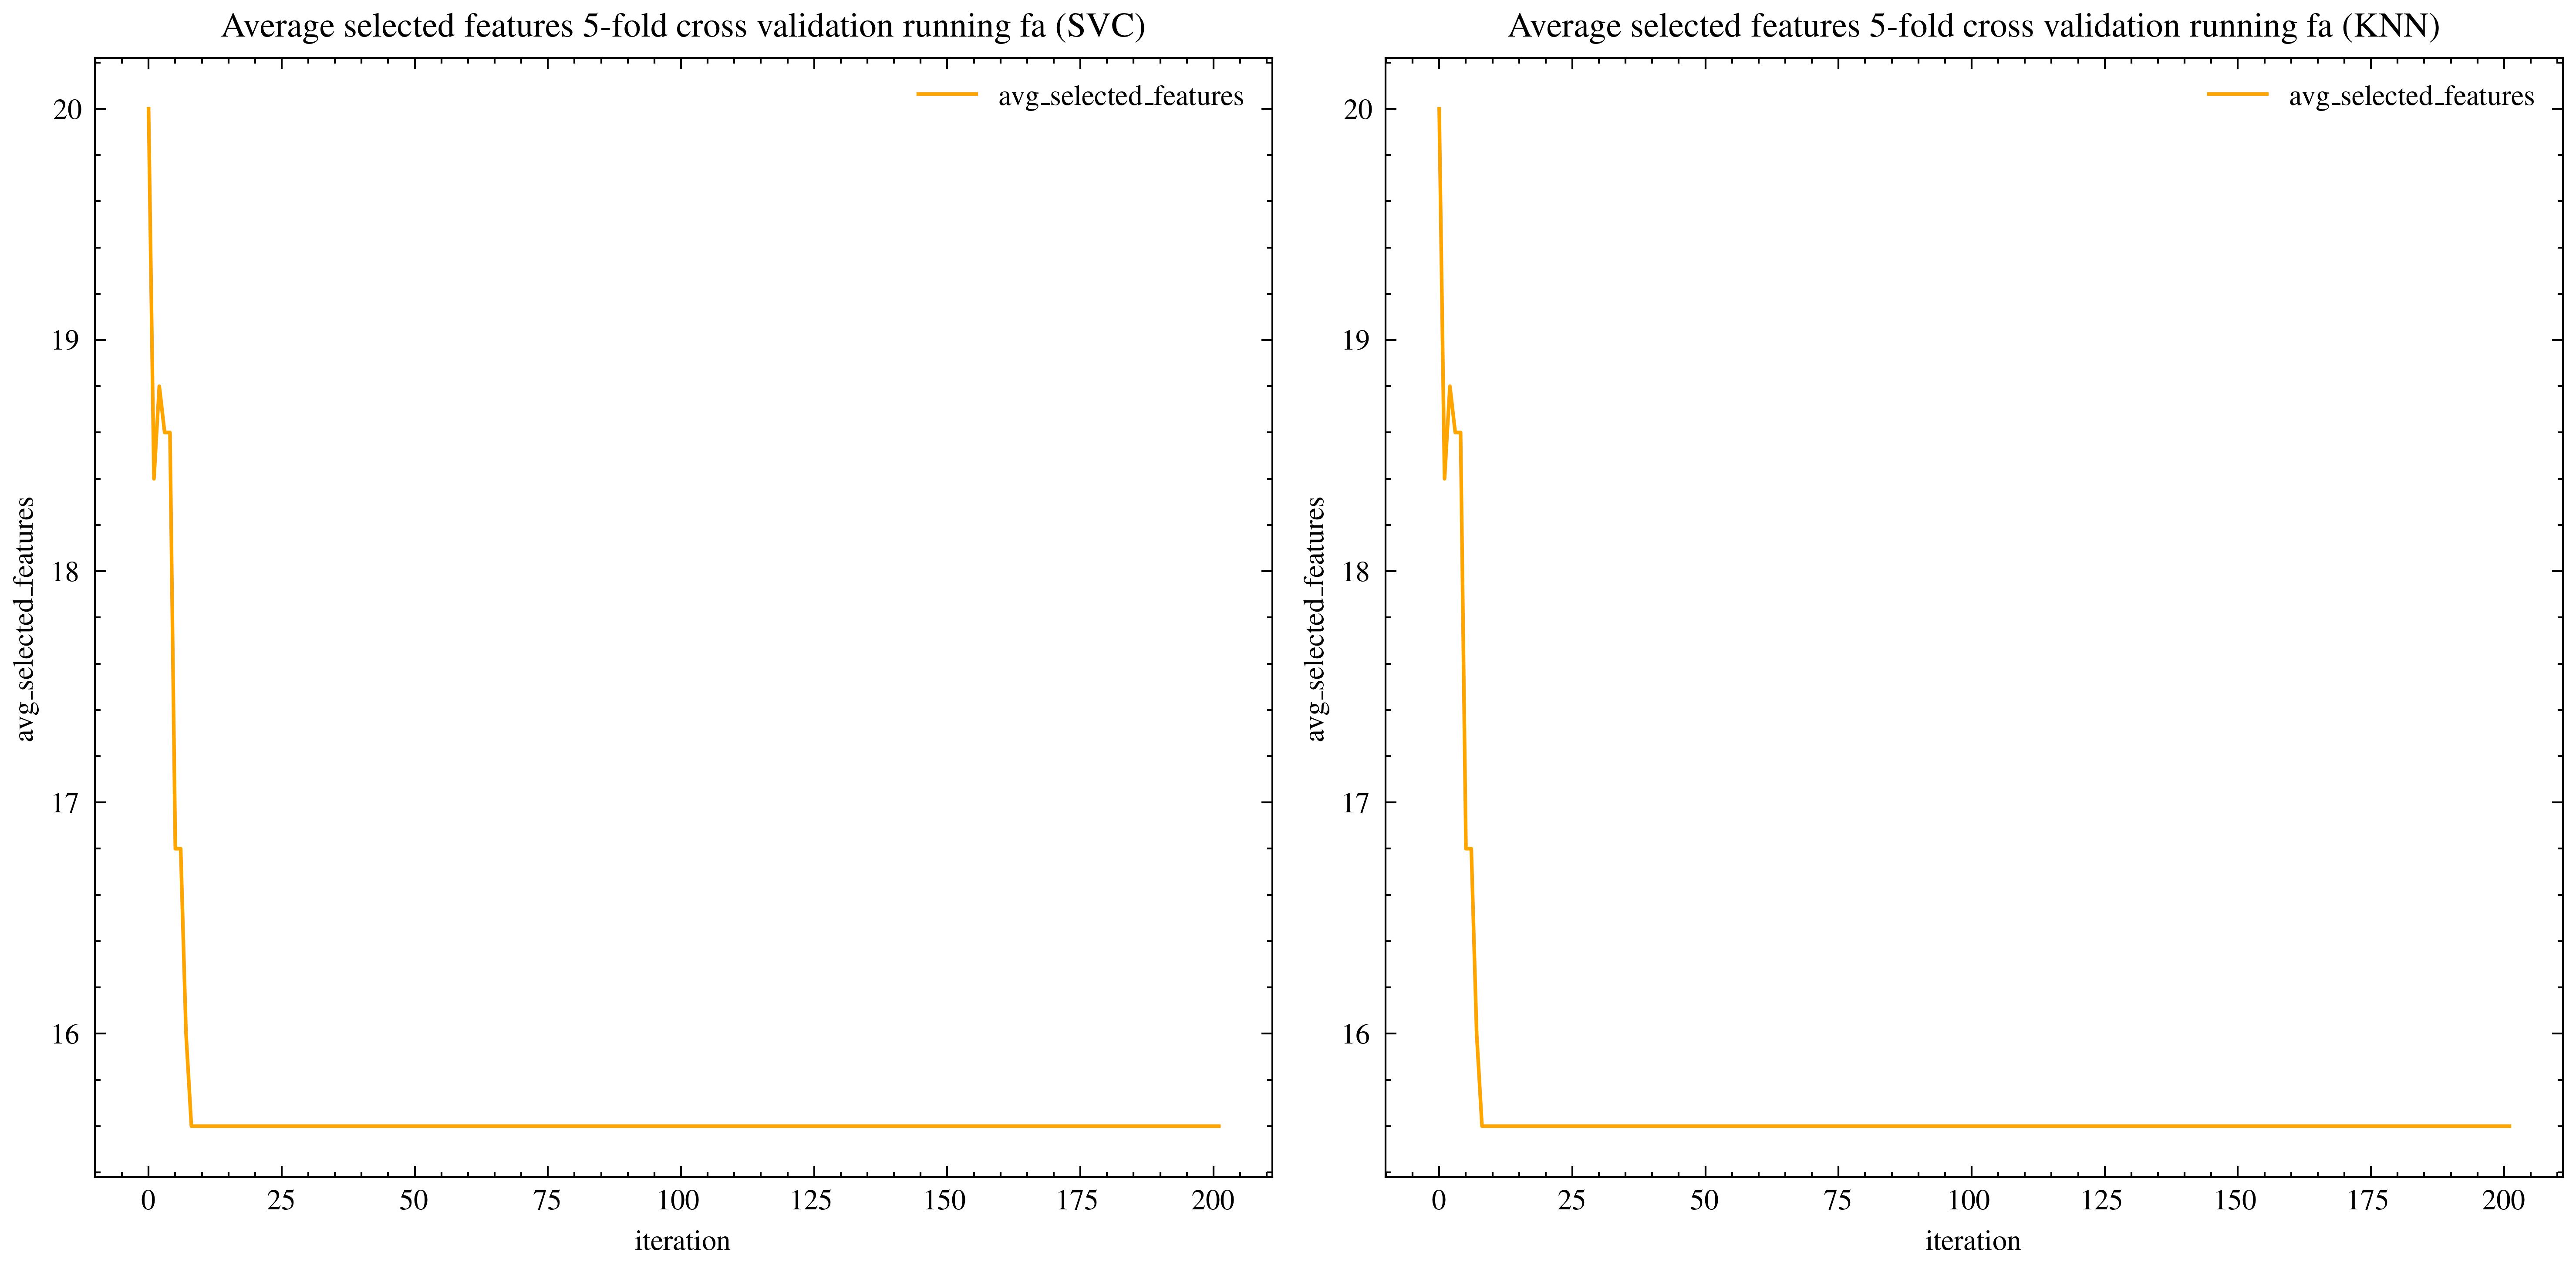 Average selected features 5-fold cross validation running fa (SVC)
avg_selected_features
20
19
18
17
16
avg_selected_features
0 25 50 75 100 125 150 175 200
iteration
Average selected features 5-fold cross validation running fa (KNN)
avg_selected_features
20
19
18
17
16
avg_selected_features
0 25 50 75 100 125 150 175 200
iteration